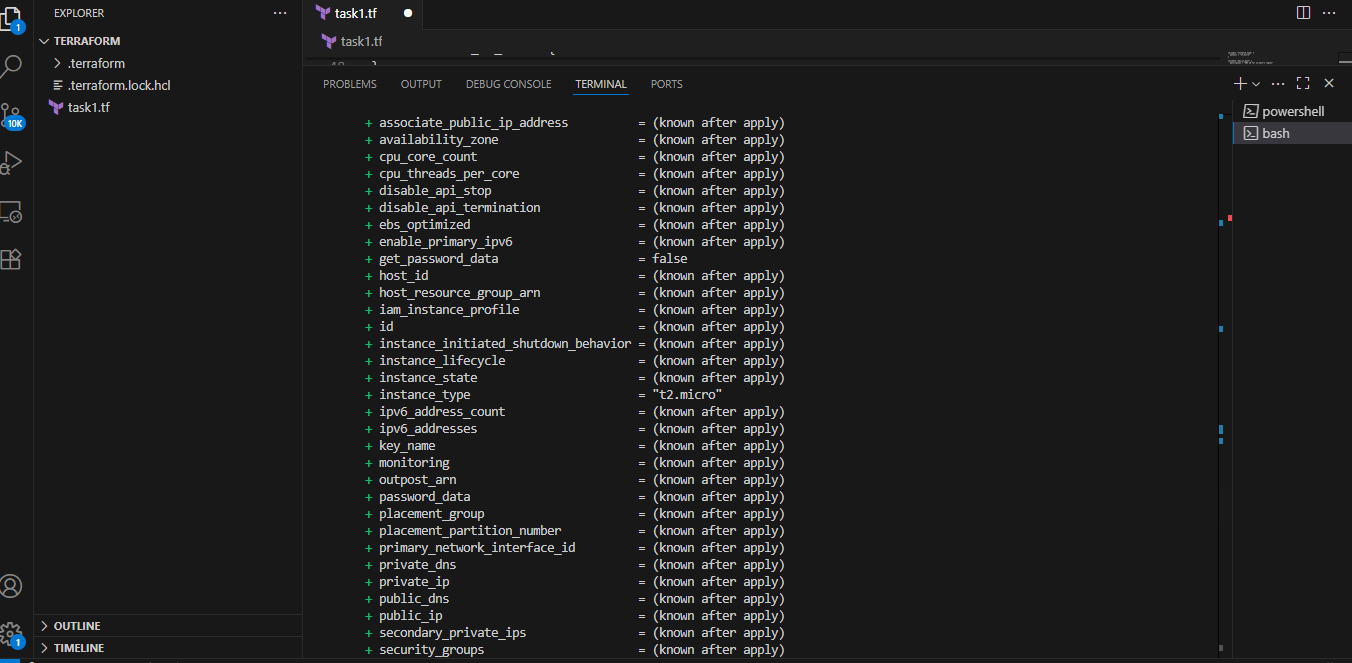 EXPLORER
TERRAFORM
.terraform
.terraform.lock.hcl
task1.tf
OUTLINE
TIMELINE
1
10K
1
task1.tf
task1.tf
PROBLEMS OUTPUT DEBUG CONSOLE TERMINAL PORTS
powershell
bash
+ associate_public_ip_address = (known after apply)
+ availability_zone = (known after apply)
+ cpu_core_count = (known after apply)
+ cpu_threads_per_core = (known after apply)
+ disable_api_stop = (known after apply)
+ disable_api_termination = (known after apply)
+ ebs_optimized = (known after apply)
+ enable_primary_ipv6 = (known after apply)
+ get_password_data = false
+ host_id = (known after apply)
+ host_resource_group_arn = (known after apply)
+ iam_instance_profile = (known after apply)
+ id = (known after apply)
+ instance_initiated_shutdown_behavior = (known after apply)
+ instance_lifecycle = (known after apply)
+ instance_state = (known after apply)
+ instance_type = "t2.micro"
+ ipv6_address_count = (known after apply)
+ ipv6_addresses = (known after apply)
+ key_name = (known after apply)
+ monitoring = (known after apply)
+ outpost_arn = (known after apply)
+ password_data = (known after apply)
+ placement_group = (known after apply)
+ placement_partition_number = (known after apply)
+ primary_network_interface_id = (known after apply)
+ private_dns = (known after apply)
+ private_ip = (known after apply)
+ public_dns = (known after apply)
+ public_ip = (known after apply)
+ secondary_private_ips = (known after apply)
+ security_groups = (known after apply)